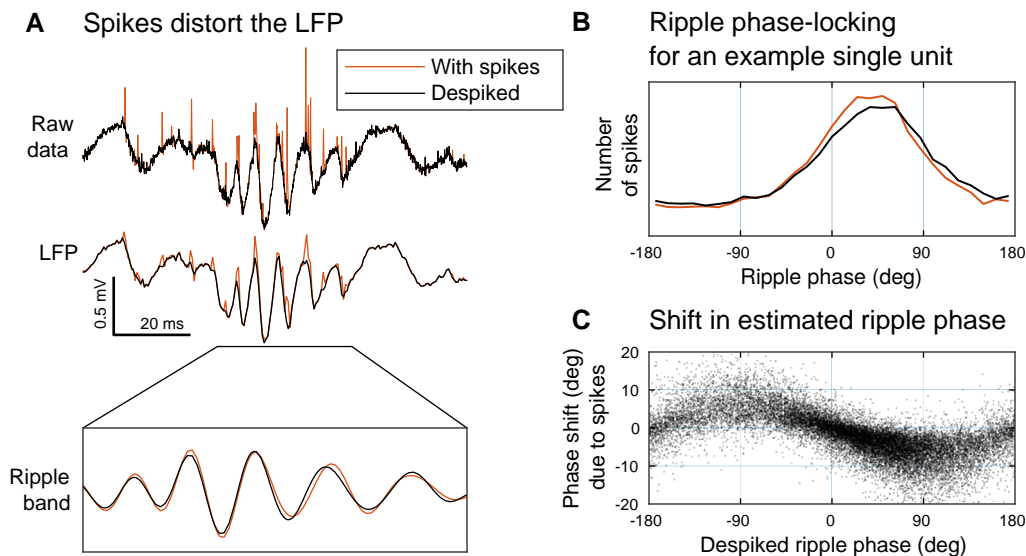 A Spikes distort the LFP
With spikes
Despiked
Raw
data
LFP
0.5 mV
20 ms
Ripple
band
B Ripple phase-locking
for an example single unit
Number
of spikes
-180 -90 0 90 180
Ripple phase (deg)
C Shift in estimated ripple phase
Phase shift (deg)
due to spikes
20
10
0
-10
-20
-180 -90 0 90 180
Despiked ripple phase (deg)